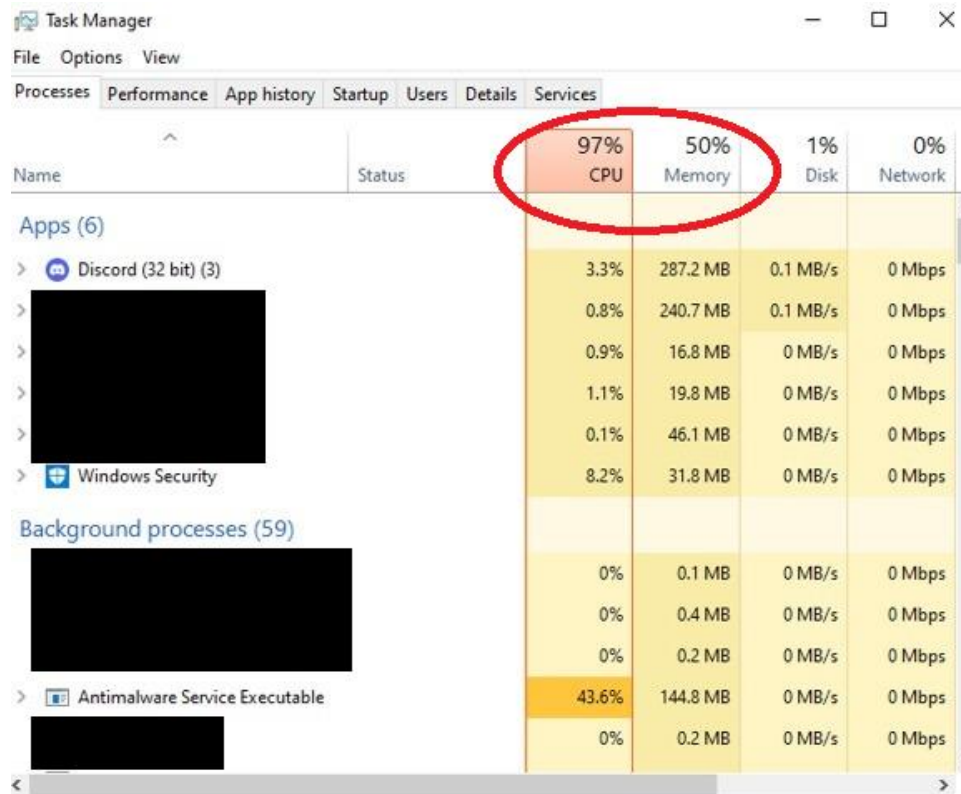 Task Manager
File Options View
Processes Performance App history Startup Users Details Services
97% 50% 1% 0%
Name Status CPU Memory Disk Network
Apps (6)
Discord (32 bit) (3) 3.3% 287.2 MB 0.1 MB/s 0 Mbps
0.8% 240.7 MB 0.1 MB/s 0 Mbps
0.9% 16.8 MB 0 MB/s 0 Mbps
1.1% 19.8 MB 0 MB/s 0 Mbps
0.1% 46.1 MB 0 MB/s 0 Mbps
Windows Security 8.2% 31.8 MB 0 MB/s 0 Mbps
Background processes (59)
0% 0.1 MB 0 MB/s 0 Mbps
0% 0.4 MB 0 MB/s 0 Mbps
0% 0.2 MB 0 MB/s 0 Mbps
Antimalware Service Executable 43.6% 144.8 MB 0 MB/s 0 Mbps
0% 0.2 MB 0 MB/s 0 Mbps